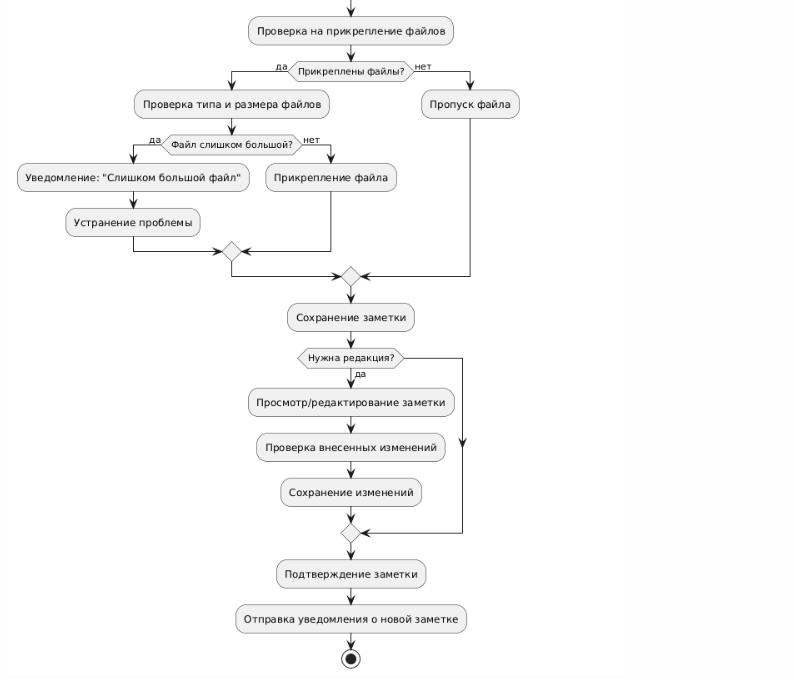 Проверка на прикрепление файлов
да
Прикреплены файлы?
нет
Проверка типа и размера файлов
Пропуск файла
да
Файл слишком большой?
нет
Уведомление: "Слишком большой файл"
Прикрепление файла
Устранение проблемы
Сохранение заметки
Нужна редакция?
да
Просмотр/редактирование заметки
Проверка внесенных изменений
Сохранение изменений
Подтверждение заметки
Отправка уведомления о новой заметке